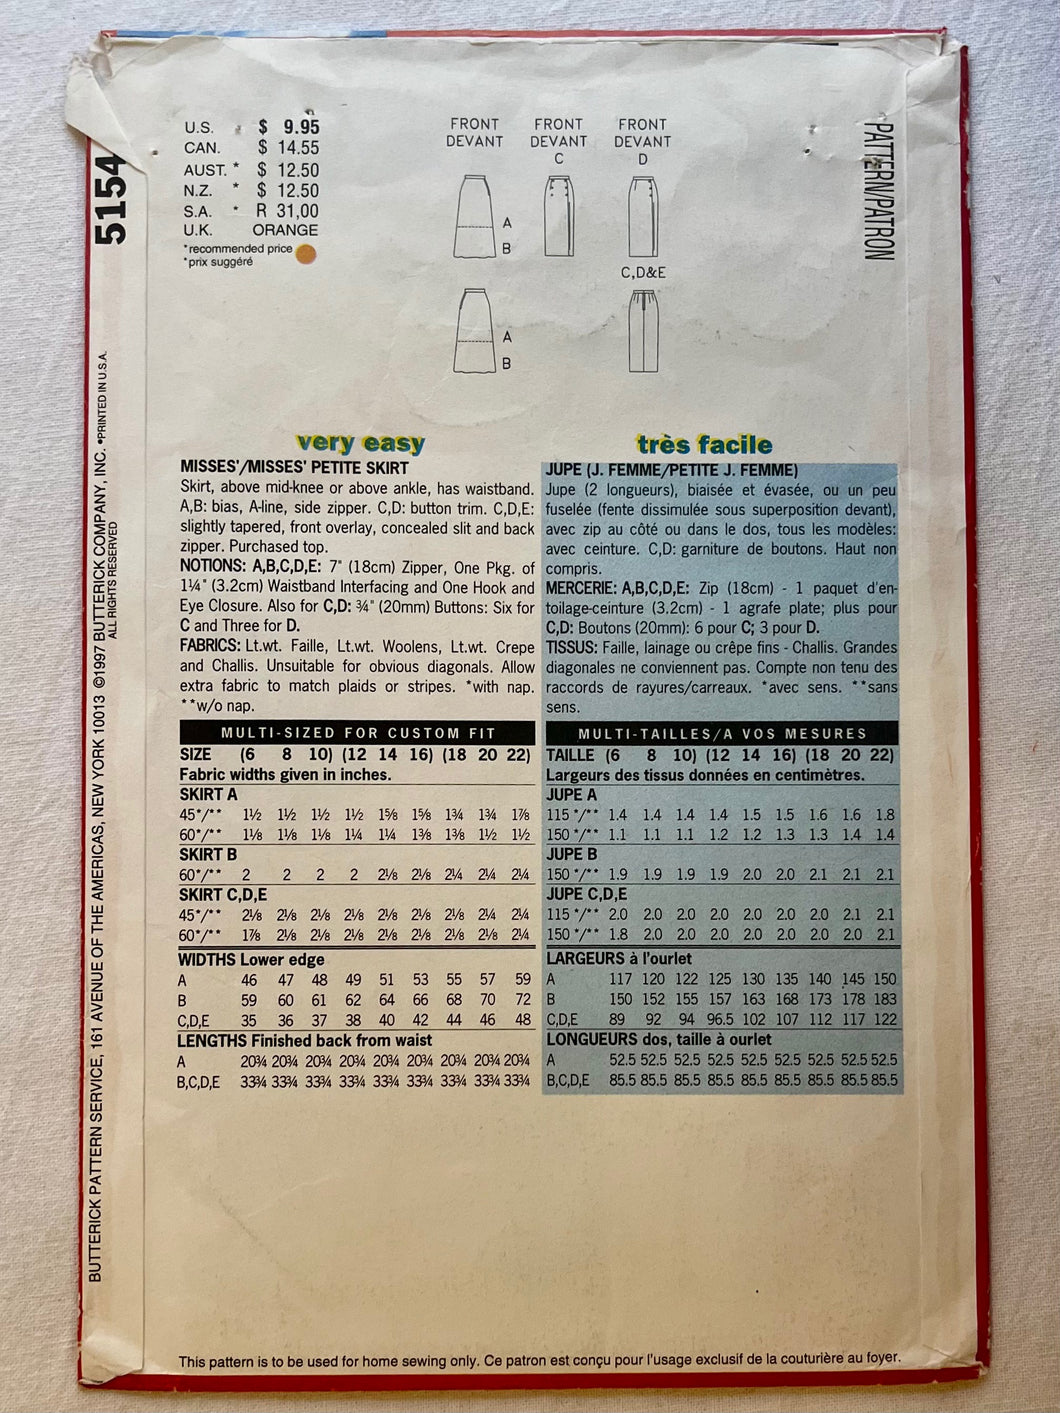 5154
©1997 BUTTERICK COMPANY, INC. •PRINTED IN U.S.A.
ALL RIGHTS RESERVED
BUTTERICK PATTERN SERVICE, 161 AVENUE OF THE AMERICAS, NEW YORK 10013
U.S. * $ 9.95
CAN. $ 14.55
AUST. * $ 12.50
N.Z. * $ 12.50
S.A. * R 31,00
U.K. ORANGE
*recommended price
*prix suggéré
FRONT FRONT FRONT
DEVANT DEVANT DEVANT
C D
A
B
C,D&E
A
B
PATTERN/PATRON
very easy
MISSES'/MISSES' PETITE SKIRT
Skirt, above mid-knee or above ankle, has waistband.
A,B: bias, A-line, side zipper. C,D: button trim. C,D,E:
slightly tapered, front overlay, concealed slit and back
zipper. Purchased top.
NOTIONS: A,B,C,D,E: 7" (18cm) Zipper, One Pkg. of
1¼" (3.2cm) Waistband Interfacing and One Hook and
Eye Closure. Also for C,D: ¾" (20mm) Buttons: Six for
C and Three for D.
FABRICS: Lt.wt. Faille, Lt.wt. Woolens, Lt.wt. Crepe
and Challis. Unsuitable for obvious diagonals. Allow
extra fabric to match plaids or stripes. *with nap.
**w/o nap.
MULTI-SIZED FOR CUSTOM FIT
SIZE (6 8 10) (12 14 16) (18 20 22)
Fabric widths given in inches.
SKIRT A
45*/** 1½ 1½ 1½ 1½ 1⅝ 1⅝ 1¾ 1¾ 1⅞
60*/** 1⅛ 1⅛ 1⅛ 1¼ 1¼ 1⅜ 1⅜ 1½ 1½
SKIRT B
60*/** 2 2 2 2 2⅛ 2⅛ 2¼ 2¼ 2¼
SKIRT C,D,E
45*/** 2⅛ 2⅛ 2⅛ 2⅛ 2⅛ 2⅛ 2⅛ 2¼ 2¼
60*/** 1⅞ 2⅛ 2⅛ 2⅛ 2⅛ 2⅛ 2⅛ 2⅛ 2¼
WIDTHS Lower edge
A 46 47 48 49 51 53 55 57 59
B 59 60 61 62 64 66 68 70 72
C,D,E 35 36 37 38 40 42 44 46 48
LENGTHS Finished back from waist
A 20¾ 20¾ 20¾ 20¾ 20¾ 20¾ 20¾ 20¾ 20¾
B,C,D,E 33¾ 33¾ 33¾ 33¾ 33¾ 33¾ 33¾ 33¾ 33¾
très facile
JUPE (J. FEMME/PETITE J. FEMME)
Jupe (2 longueurs), biaisée et évasée, ou un peu
fuselée (fente dissimulée sous superposition devant),
avec zip au côté ou dans le dos, tous les modèles:
avec ceinture. C,D: garniture de boutons. Haut non
compris.
MERCERIE: A,B,C,D,E: Zip (18cm) - 1 paquet d'en-
toilage-ceinture (3.2cm) - 1 agrafe plate; plus pour
C,D: Boutons (20mm): 6 pour C; 3 pour D.
TISSUS: Faille, lainage ou crêpe fins - Challis. Grandes
diagonales ne conviennent pas. Compte non tenu des
raccords de rayures/carreaux. *avec sens. **sans
sens.
MULTI-TAILLES/A VOS MESURES
TAILLE (6 8 10) (12 14 16) (18 20 22)
Largeurs des tissus données en centimètres.
JUPE A
115*/** 1.4 1.4 1.4 1.4 1.5 1.5 1.6 1.6 1.8
150*/** 1.1 1.1 1.1 1.2 1.2 1.3 1.3 1.4 1.4
JUPE B
150*/** 1.9 1.9 1.9 1.9 2.0 2.0 2.1 2.1 2.1
JUPE C,D,E
115*/** 2.0 2.0 2.0 2.0 2.0 2.0 2.0 2.1 2.1
150*/** 1.8 2.0 2.0 2.0 2.0 2.0 2.0 2.0 2.1
LARGEURS à l'ourlet
A 117 120 122 125 130 135 140 145 150
B 150 152 155 157 163 168 173 178 183
C,D,E 89 92 94 96.5 102 107 112 117 122
LONGUEURS dos, taille à ourlet
A 52.5 52.5 52.5 52.5 52.5 52.5 52.5 52.5 52.5
B,C,D,E 85.5 85.5 85.5 85.5 85.5 85.5 85.5 85.5 85.5
This pattern is to be used for home sewing only. Ce patron est conçu pour l'usage exclusif de la couturière au foyer.